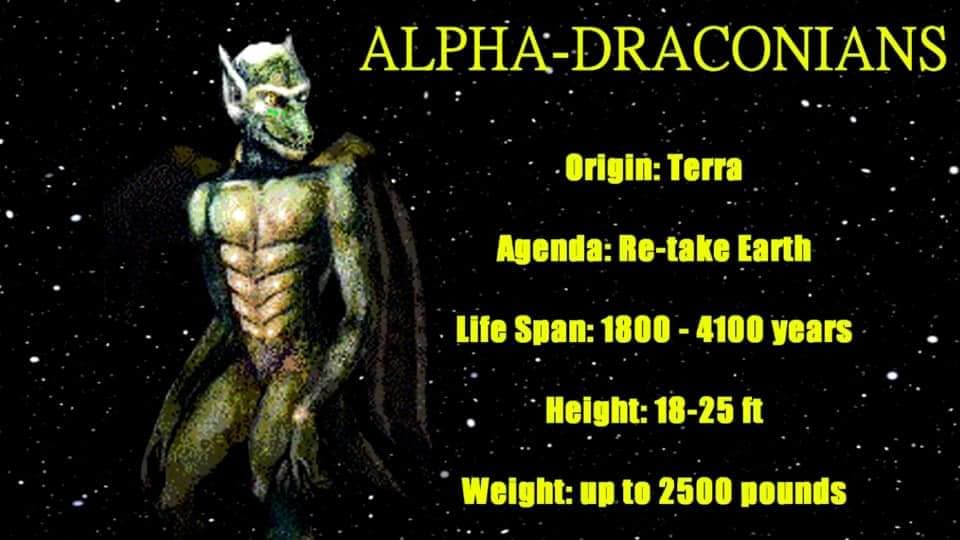 ALPHA-DRACONIANS
Origin: Terra
Agenda: Re-take Earth
Life Span: 1800 - 4100 years
Height: 18-25 ft
Weight: up to 2500 pounds